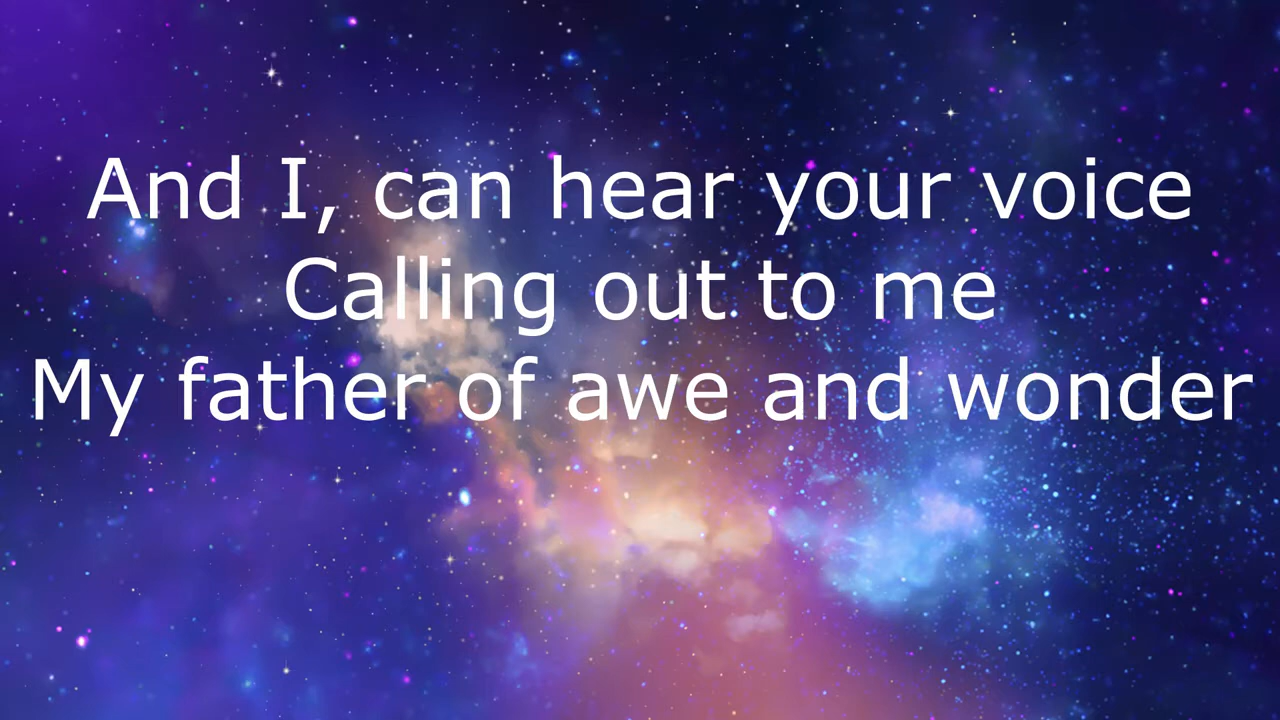 And I, can hear your voice
Calling out to me
My father of awe and wonder